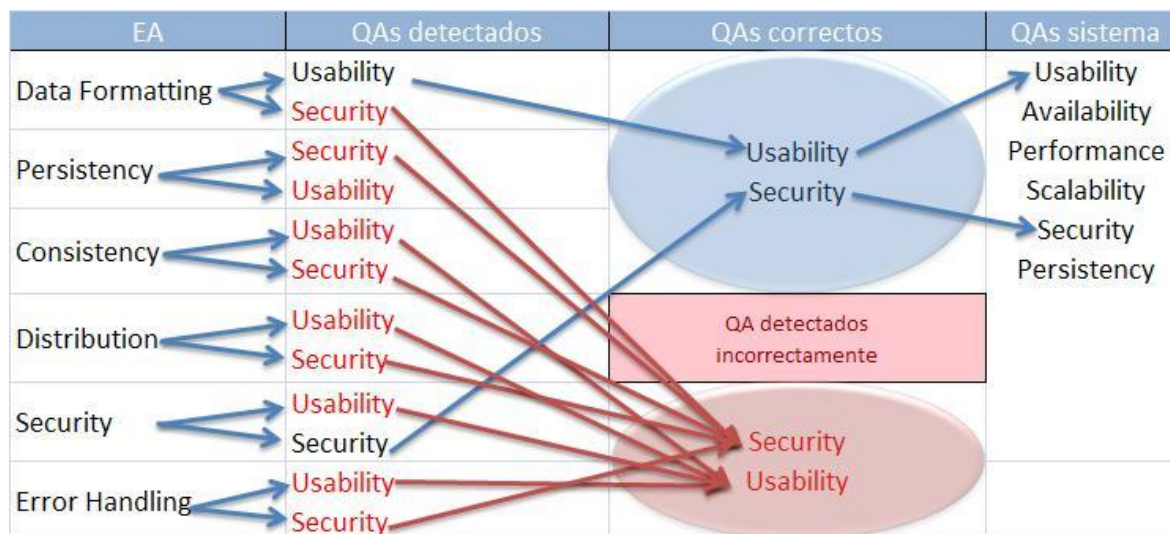 EA
QAs detectados
QAs correctos
QAs sistema
Data Formatting
Usability
Security
Persistency
Security
Usability
Consistency
Usability
Security
Distribution
Usability
Security
Security
Usability
Security
Error Handling
Usability
Security
Usability
Security
QA detectados
incorrectamente
Security
Usability
Usability
Availability
Performance
Scalability
Security
Persistency